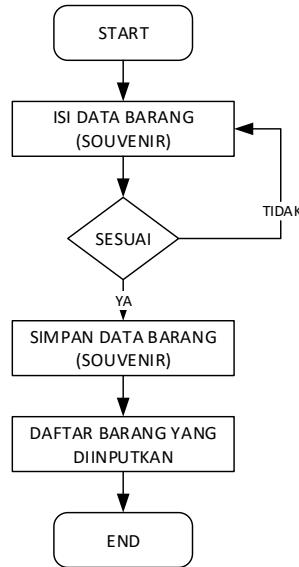 START
ISI DATA BARANG
(SOUVENIR)
SESUAI
TIDAK
YA
SIMPAN DATA BARANG
(SOUVENIR)
DAFTAR BARANG YANG
DIINPUTKAN
END